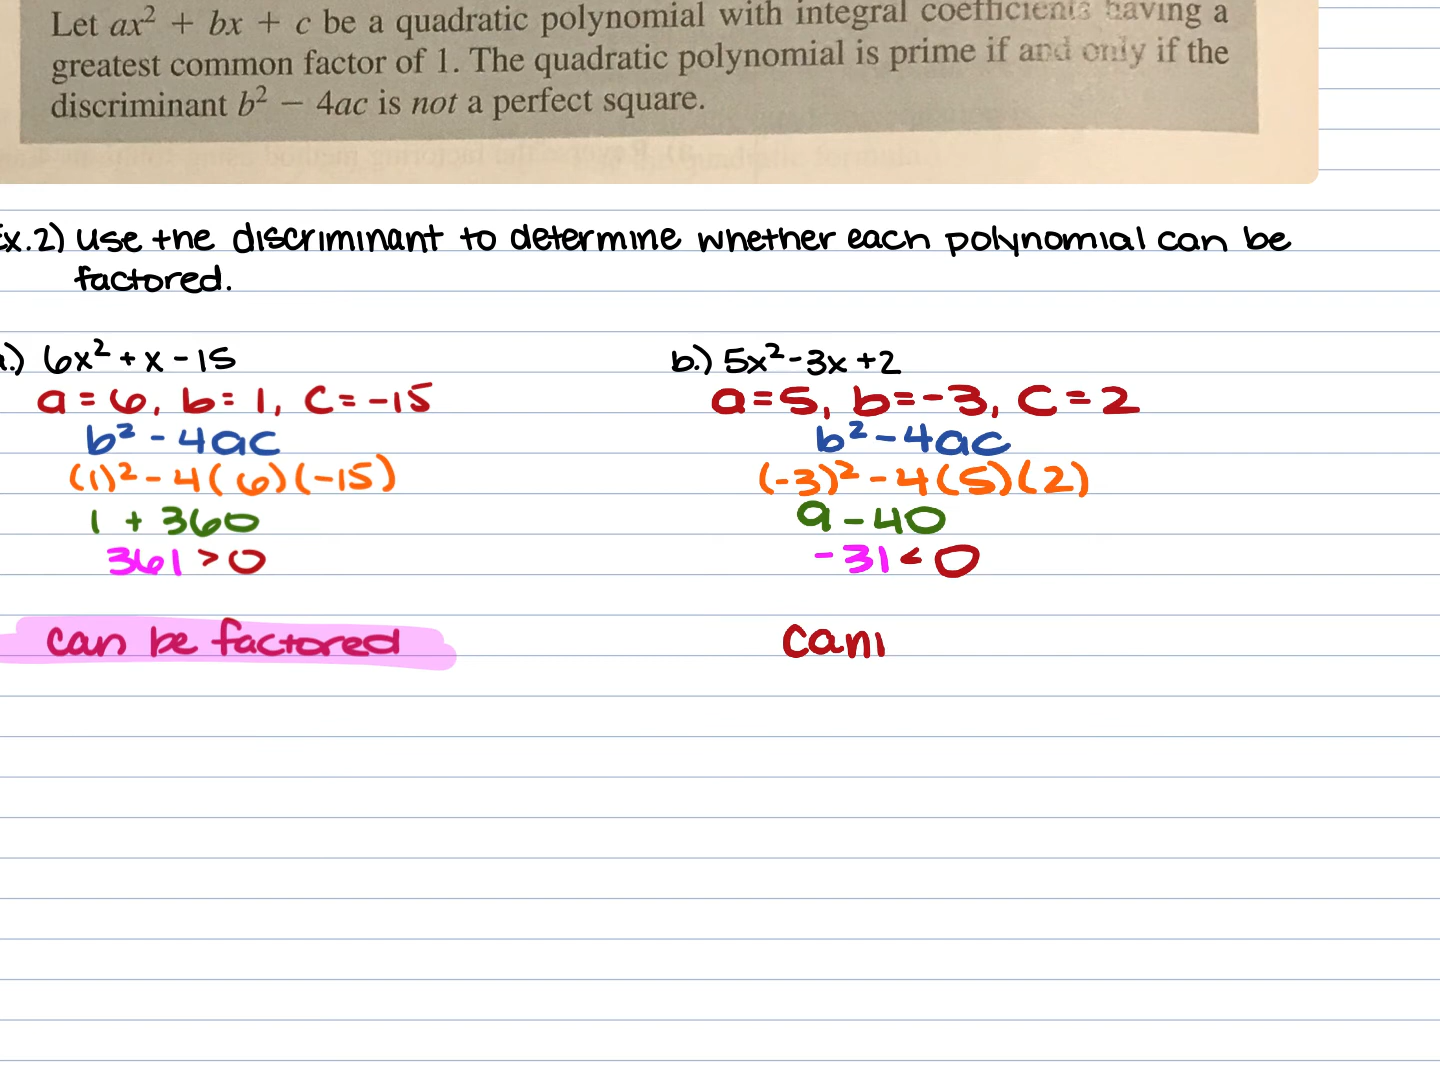 Let ax² + bx + c be a quadratic polynomial with integral coefficients having a
greatest common factor of 1. The quadratic polynomial is prime if and only if the
discriminant b² − 4ac is not a perfect square.
Ex.2) Use the discriminant to determine whether each polynomial can be
factored.
a.) 6x² + x - 15
a = 6, b = 1, c = -15
b² - 4ac
(1)² - 4(6)(-15)
1 + 360
361 > 0
can be factored
b.) 5x² - 3x + 2
a = 5, b = -3, c = 2
b² - 4ac
(-3)² - 4(5)(2)
9 - 40
-31 < 0
can